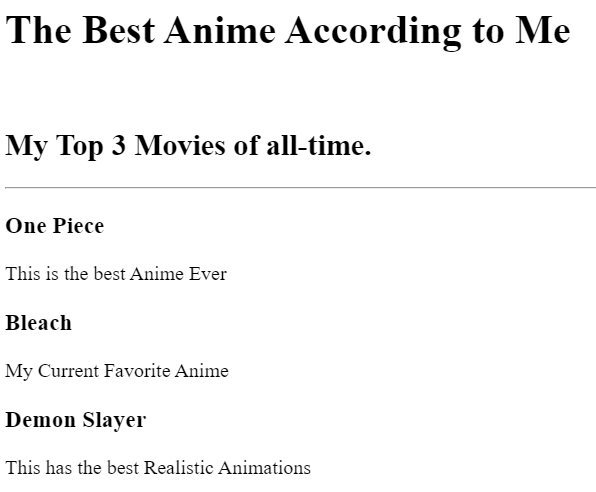 The Best Anime According to Me
My Top 3 Movies of all-time.
One Piece
This is the best Anime Ever
Bleach
My Current Favorite Anime
Demon Slayer
This has the best Realistic Animations